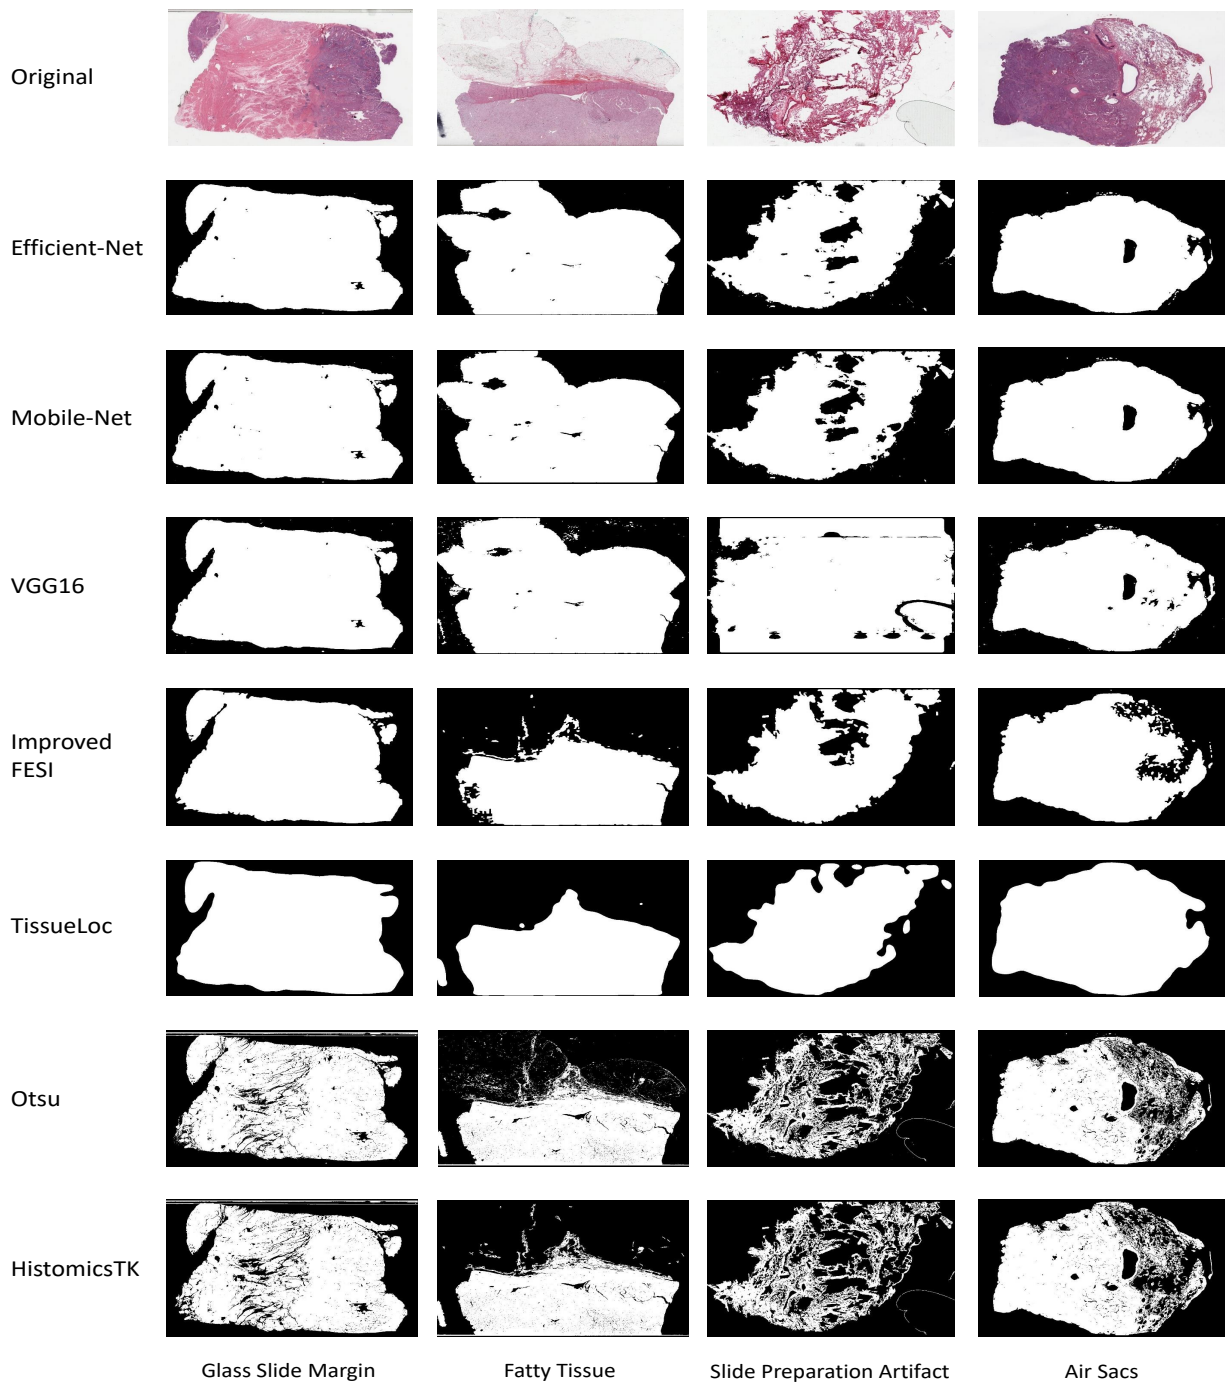 Original
Efficient-Net
Mobile-Net
VGG16
Improved
FESI
TissueLoc
Otsu
HistomicsTK
Glass Slide Margin
Fatty Tissue
Slide Preparation Artifact
Air Sacs